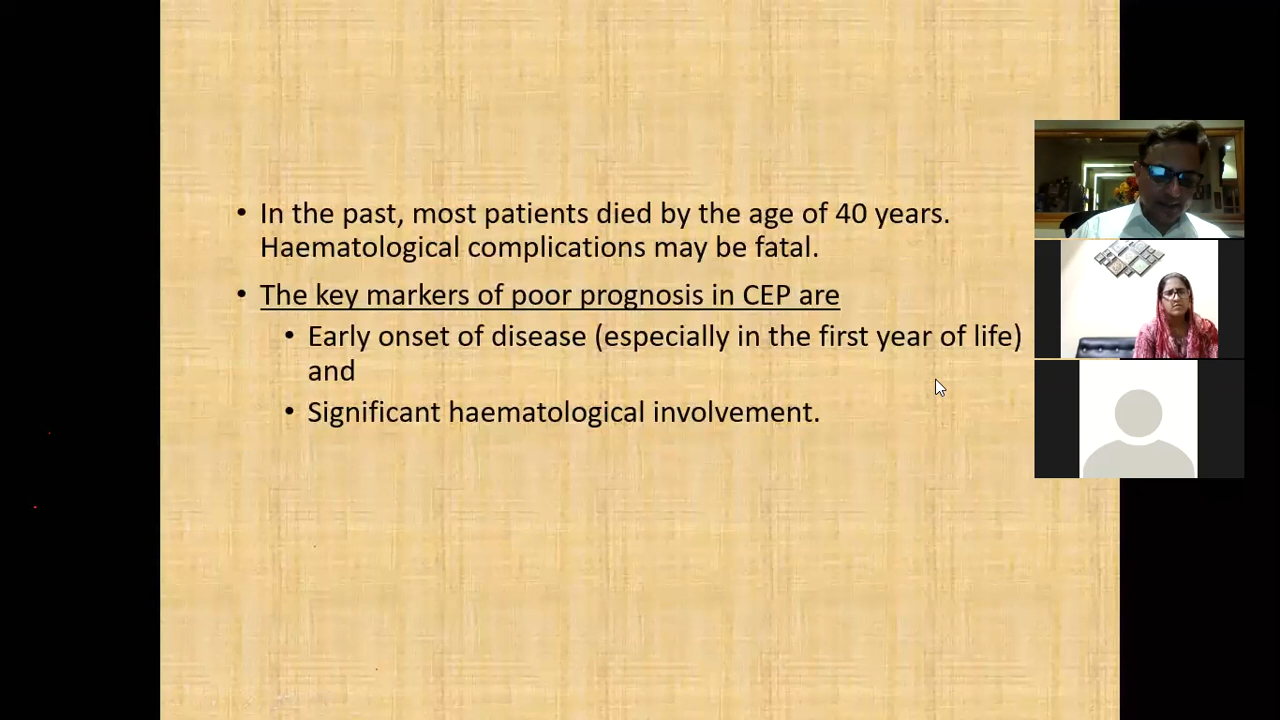 • In the past, most patients died by the age of 40 years.
Haematological complications may be fatal.
• The key markers of poor prognosis in CEP are
• Early onset of disease (especially in the first year of life)
and
• Significant haematological involvement.